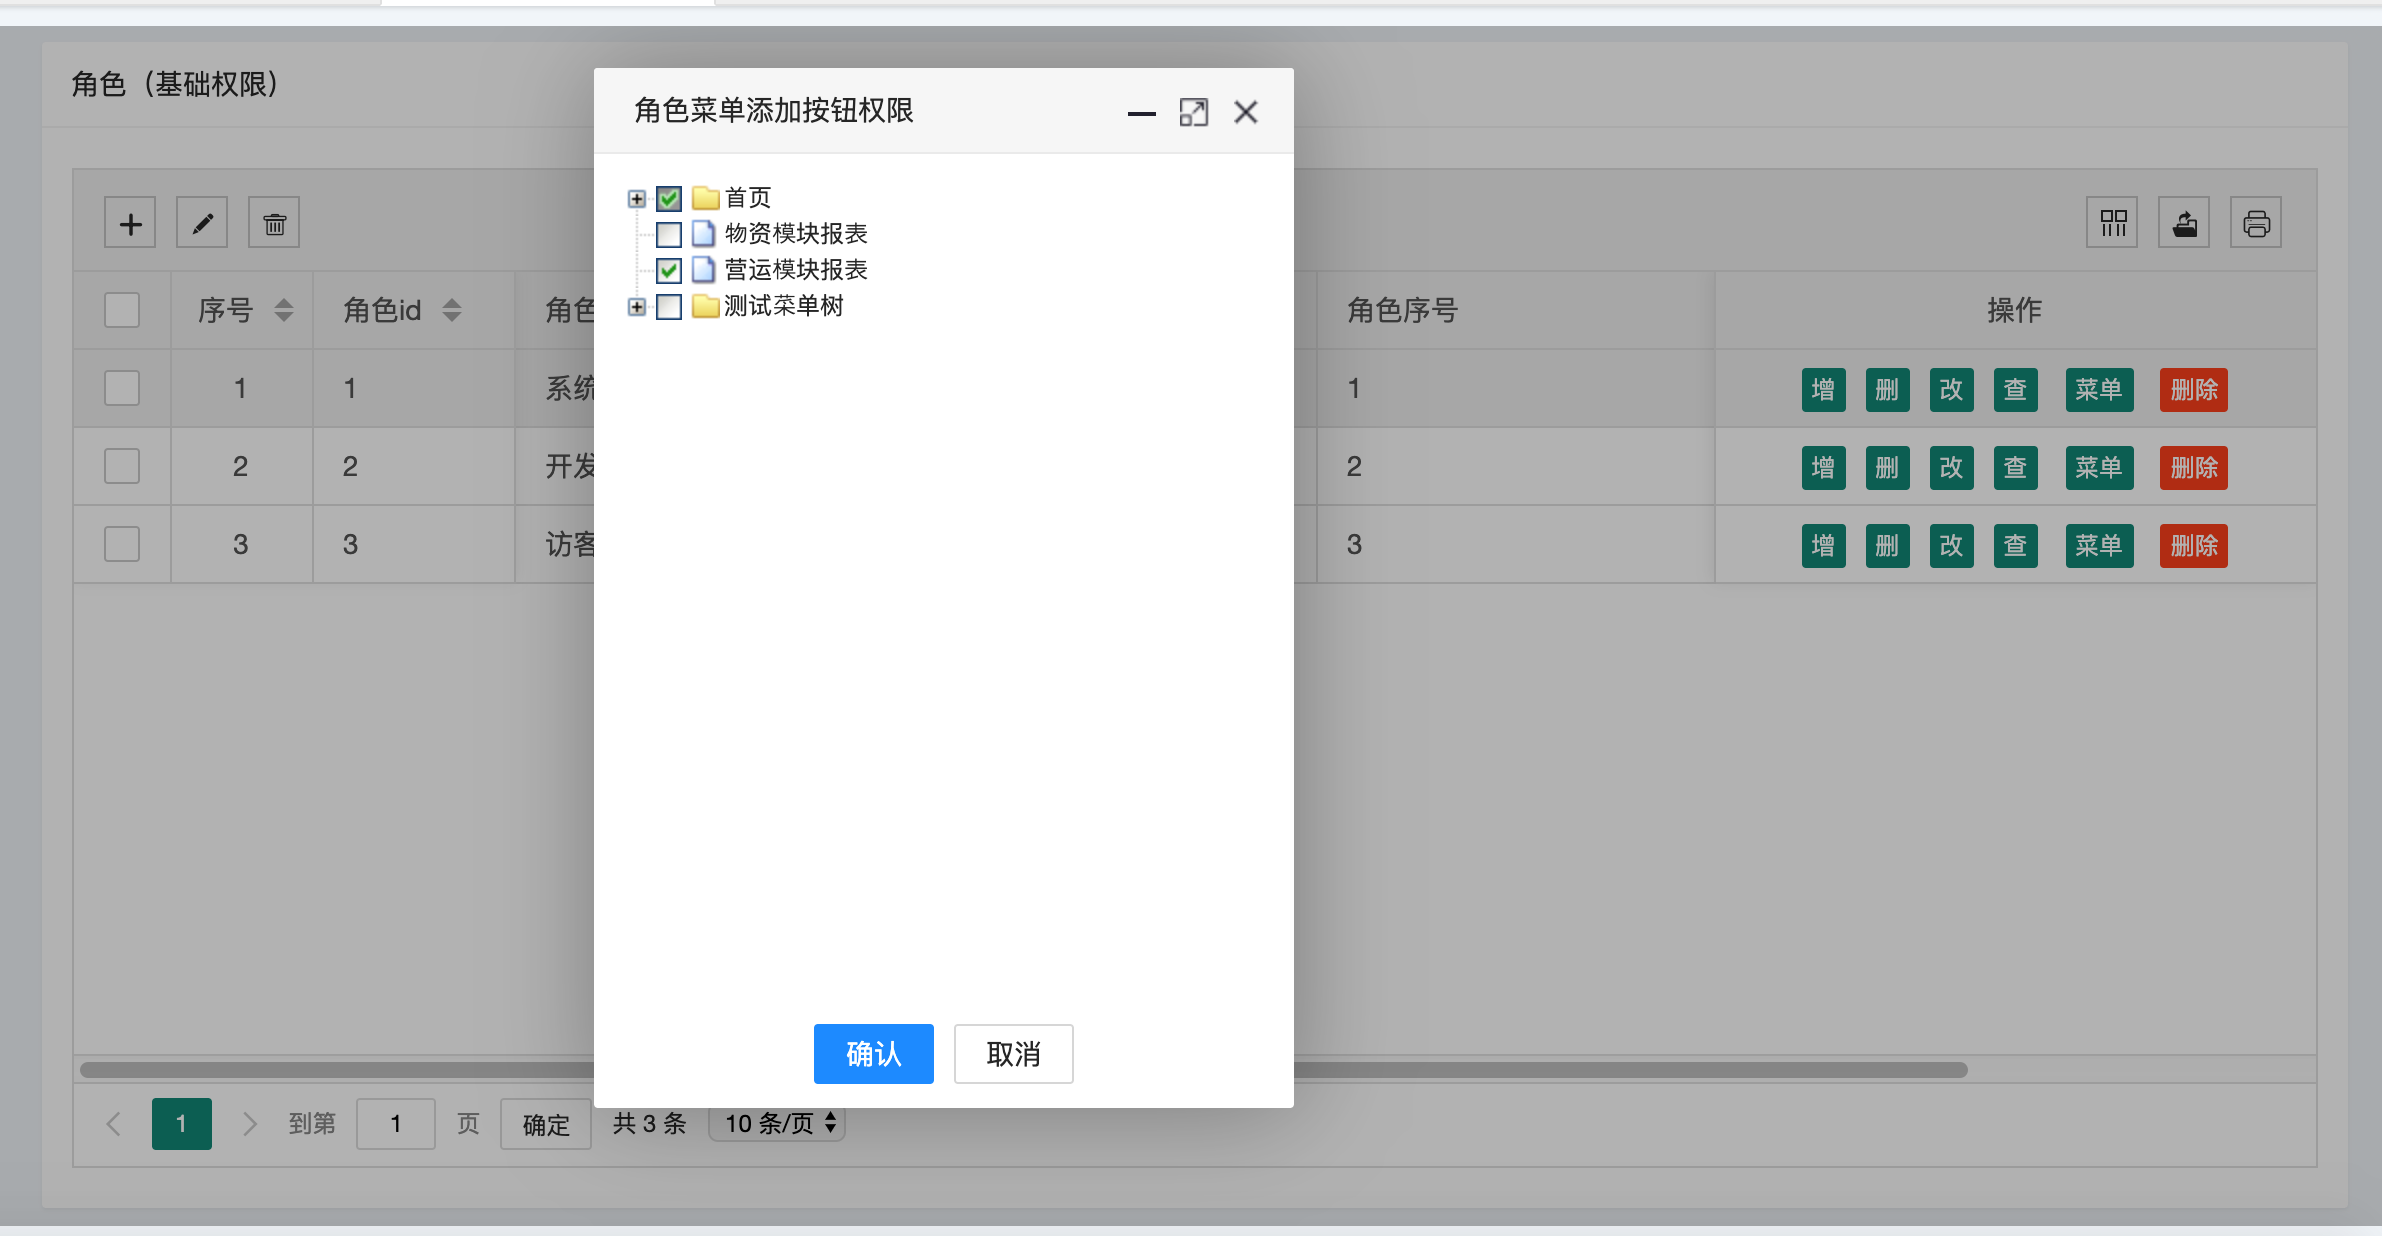 角色（基础权限）
角色菜单添加按钮权限
首页
物资模块报表
营运模块报表
测试菜单树
序号 角色id 角色 角色序号 操作
1 1 系统 1 增 删 改 查 菜单 删除
2 2 开发 2 增 删 改 查 菜单 删除
3 3 访客 3 增 删 改 查 菜单 删除
确认 取消
1 到第 1 页 确定 共 3 条 10 条/页